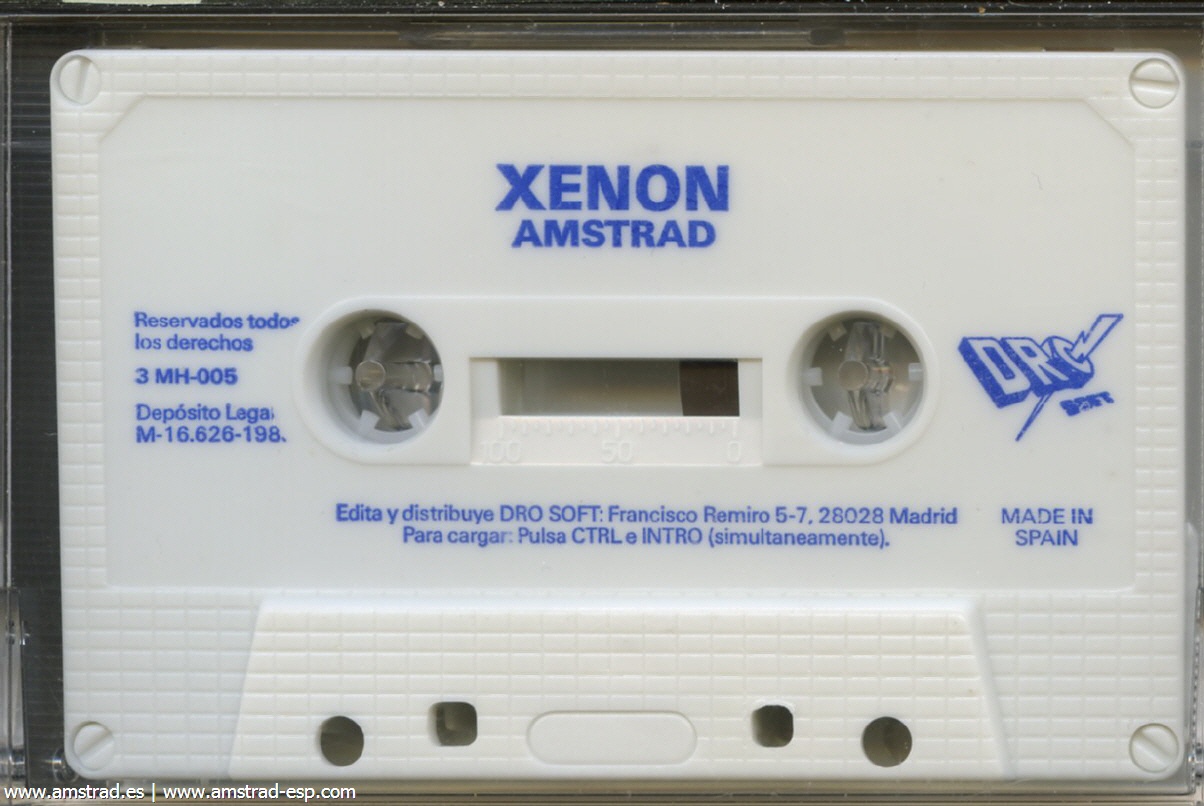 XENON
AMSTRAD
Reservados todos
los derechos
3 MH-005
Depósito Legal
M-16.626-198
DRO
SOFT
Edita y distribuye DRO SOFT: Francisco Remiro 5-7, 28028 Madrid
Para cargar: Pulsa CTRL e INTRO (simultaneamente).
MADE IN
SPAIN
100 50 0
www.amstrad.es | www.amstrad-esp.com